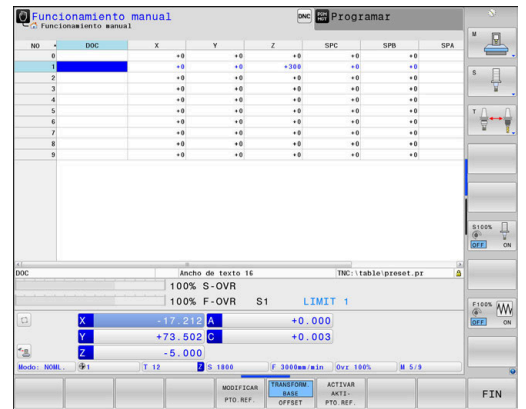 Funcionamiento manual
Funcionamiento manual
DNC
Programar
NO DOC X Y Z SPC SPB SPA
0 +0 +0 +0 +0 +0
1 +0 +0 +300 +0 +0
2 +0 +0 +0 +0 +0
3 +0 +0 +0 +0 +0
4 +0 +0 +0 +0 +0
5 +0 +0 +0 +0 +0
6 +0 +0 +0 +0 +0
7 +0 +0 +0 +0 +0
8 +0 +0 +0 +0 +0
9 +0 +0 +0 +0 +0
DOC Ancho de texto 16 TNC:\table\preset.pr
100% S-OVR
100% F-OVR S1 LIMIT 1
X -17.212 A +0.000
Y +73.502 C +0.003
Z -5.000
Modo: NOML. 1 T 12 Z S 1800 F 3000mm/min Ovr 100% M 5/9
MODIFICAR PTO.REF.
TRANSFORM. BASE OFFSET
ACTIVAR AKTI- PTO.REF.
FIN
M
S
T
S100%
OFF ON
F100%
OFF ON